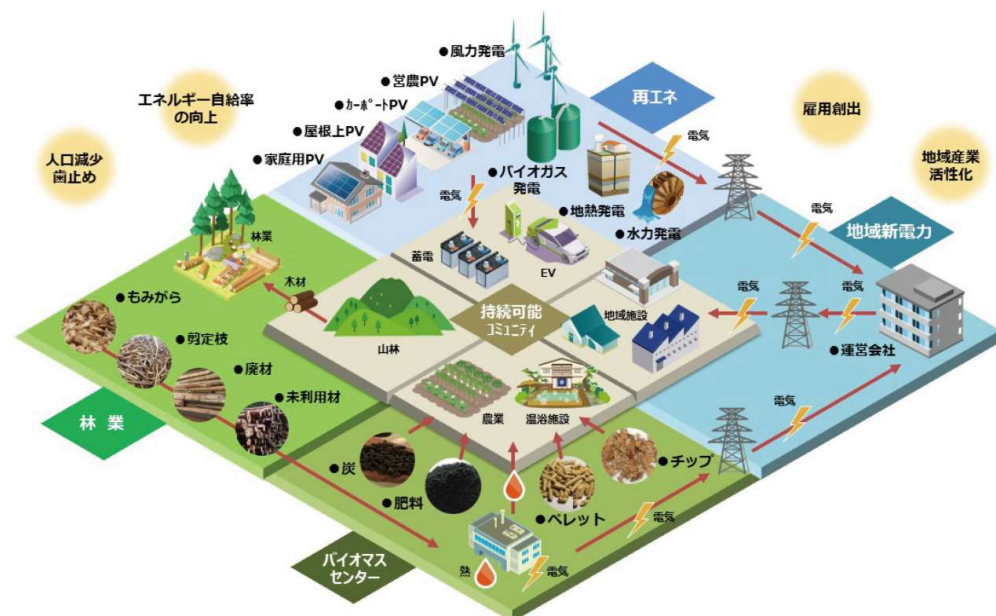 ●風力発電
●営農PV
●ｶｰﾎﾟｰﾄPV
●屋根上PV
●家庭用PV
エネルギー自給率
の向上
人口減少
歯止め
再エネ
雇用創出
地域産業
活性化
電気
●バイオガス
発電
電気
●地熱発電
●水力発電
電気
地域新電力
林業
木材
蓄電
EV
持続可能
ｺﾐｭﾆﾃｨ
地域施設
電気
電気
●運営会社
山林
●もみがら
●剪定枝
●廃材
●未利用材
林 業
農業
温浴施設
電気
●炭
●肥料
●ペレット
●チップ
電気
熱
電気
バイオマス
センター